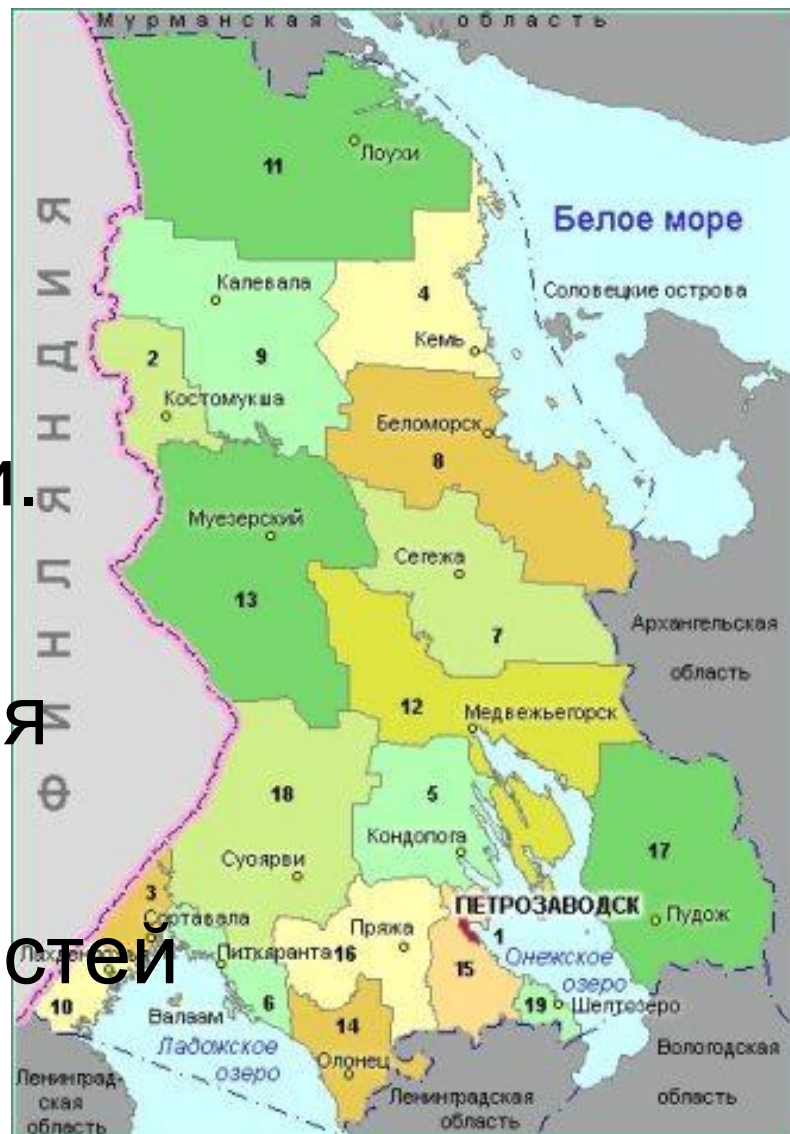 Мурманская область
11
Лоухи
Белое море
Соловецкие острова
Калевала
4
Кемь
9
2
Костомукша
Беломорск
8
и.
Муезерский
Сегежа
13
7
Архангельская
область
ФИНЛЯНДИЯ
я
12
Медвежьегорск
18
5
Кондопога
17
Суоярви
3
Сортавала
ПЕТРОЗАВОДСК
1
Пудож
Пряжа
стей
Питкяранта
16
15
Онежское
озеро
10
Валаам
6
19
Шелтозеро
14
Ладожское
озеро
Олонец
Вологодская
область
Ленинград-
ская
область
Ленинградская
область